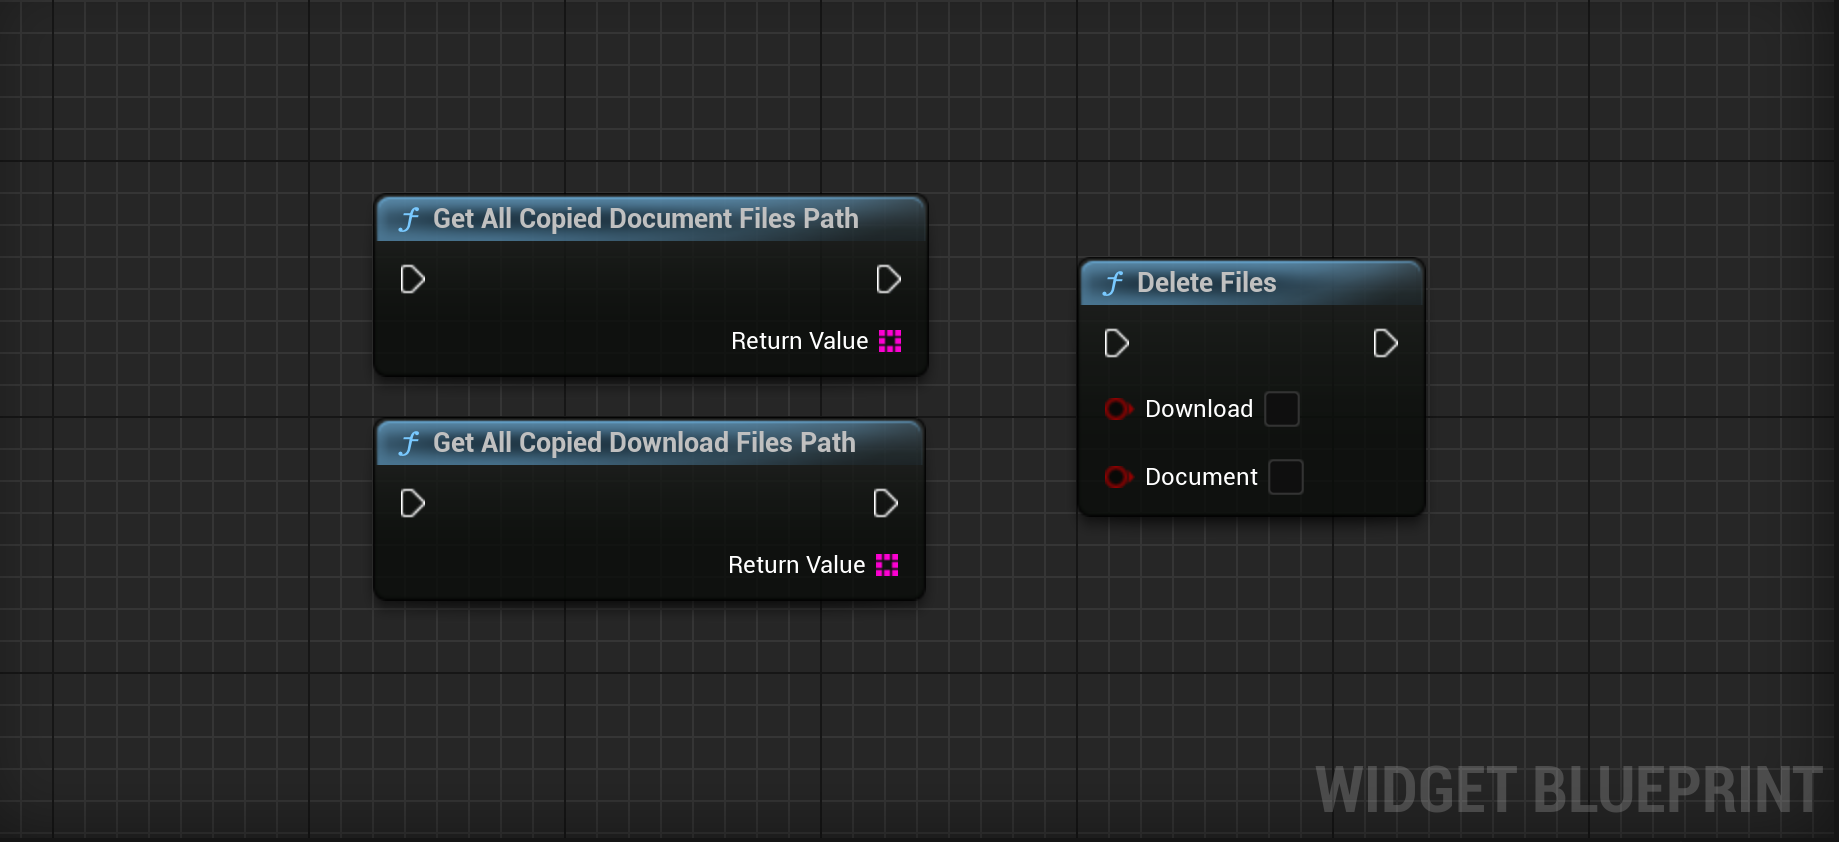 f Get All Copied Document Files Path
Return Value
f Get All Copied Download Files Path
Return Value
f Delete Files
Download
Document
WIDGET BLUEPRINT